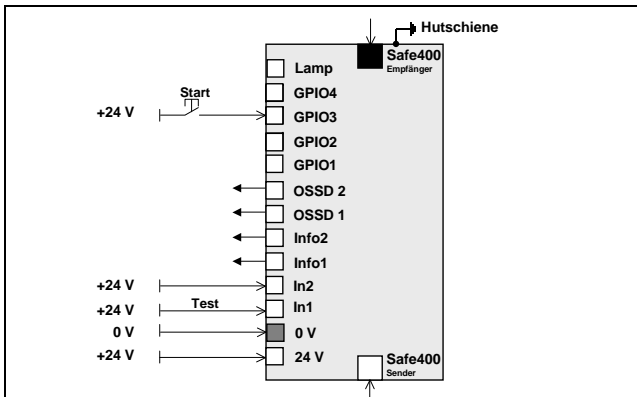 Hutschiene
Safe400
Empfänger
Lamp
Start
GPIO4
+24 V
GPIO3
GPIO2
GPIO1
OSSD 2
OSSD 1
Info2
Info1
+24 V
In2
+24 V
Test
In1
0 V
0 V
+24 V
24 V
Safe400
Sender